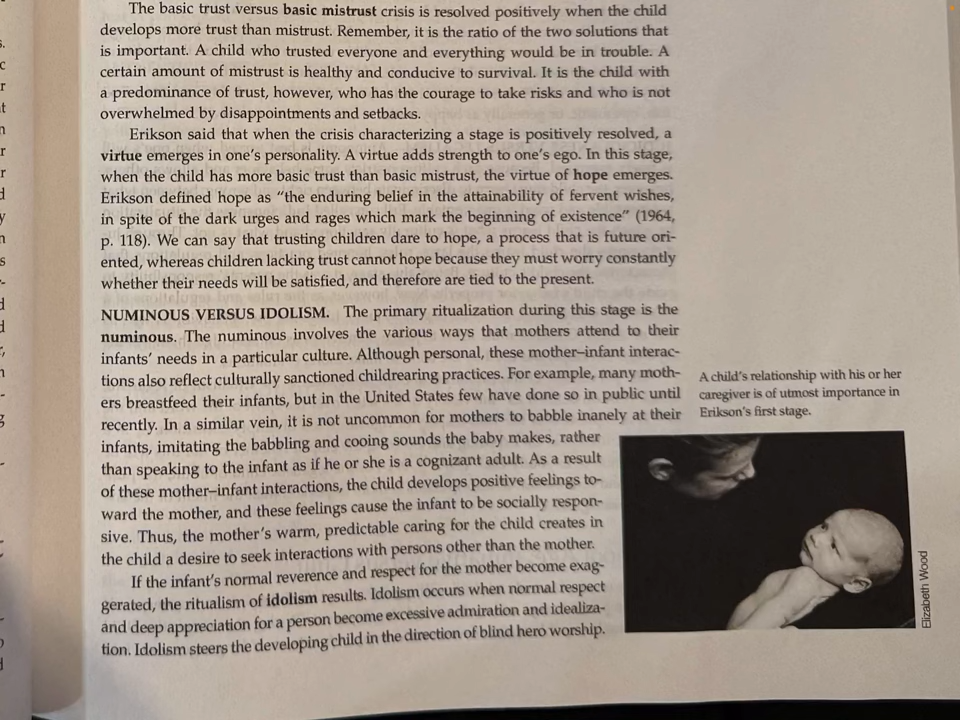 The basic trust versus basic mistrust crisis is resolved positively when the child
develops more trust than mistrust. Remember, it is the ratio of the two solutions that
is important. A child who trusted everyone and everything would be in trouble. A
certain amount of mistrust is healthy and conducive to survival. It is the child with
a predominance of trust, however, who has the courage to take risks and who is not
overwhelmed by disappointments and setbacks.
Erikson said that when the crisis characterizing a stage is positively resolved, a
virtue emerges in one's personality. A virtue adds strength to one's ego. In this stage,
when the child has more basic trust than basic mistrust, the virtue of hope emerges.
Erikson defined hope as “the enduring belief in the attainability of fervent wishes,
in spite of the dark urges and rages which mark the beginning of existence” (1964,
p. 118). We can say that trusting children dare to hope, a process that is future ori-
ented, whereas children lacking trust cannot hope because they must worry constantly
whether their needs will be satisfied, and therefore are tied to the present.
NUMINOUS VERSUS IDOLISM. The primary ritualization during this stage is the
numinous. The numinous involves the various ways that mothers attend to their
infants' needs in a particular culture. Although personal, these mother–infant interac-
tions also reflect culturally sanctioned childrearing practices. For example, many moth-
ers breastfeed their infants, but in the United States few have done so in public until
recently. In a similar vein, it is not uncommon for mothers to babble inanely at their
infants, imitating the babbling and cooing sounds the baby makes, rather
than speaking to the infant as if he or she is a cognizant adult. As a result
of these mother–infant interactions, the child develops positive feelings to-
ward the mother, and these feelings cause the infant to be socially respon-
sive. Thus, the mother's warm, predictable caring for the child creates in
the child a desire to seek interactions with persons other than the mother.
If the infant's normal reverence and respect for the mother become exag-
gerated, the ritualism of idolism results. Idolism occurs when normal respect
and deep appreciation for a person become excessive admiration and idealiza-
tion. Idolism steers the developing child in the direction of blind hero worship.
A child's relationship with his or her
caregiver is of utmost importance in
Erikson's first stage.
Elizabeth Wood